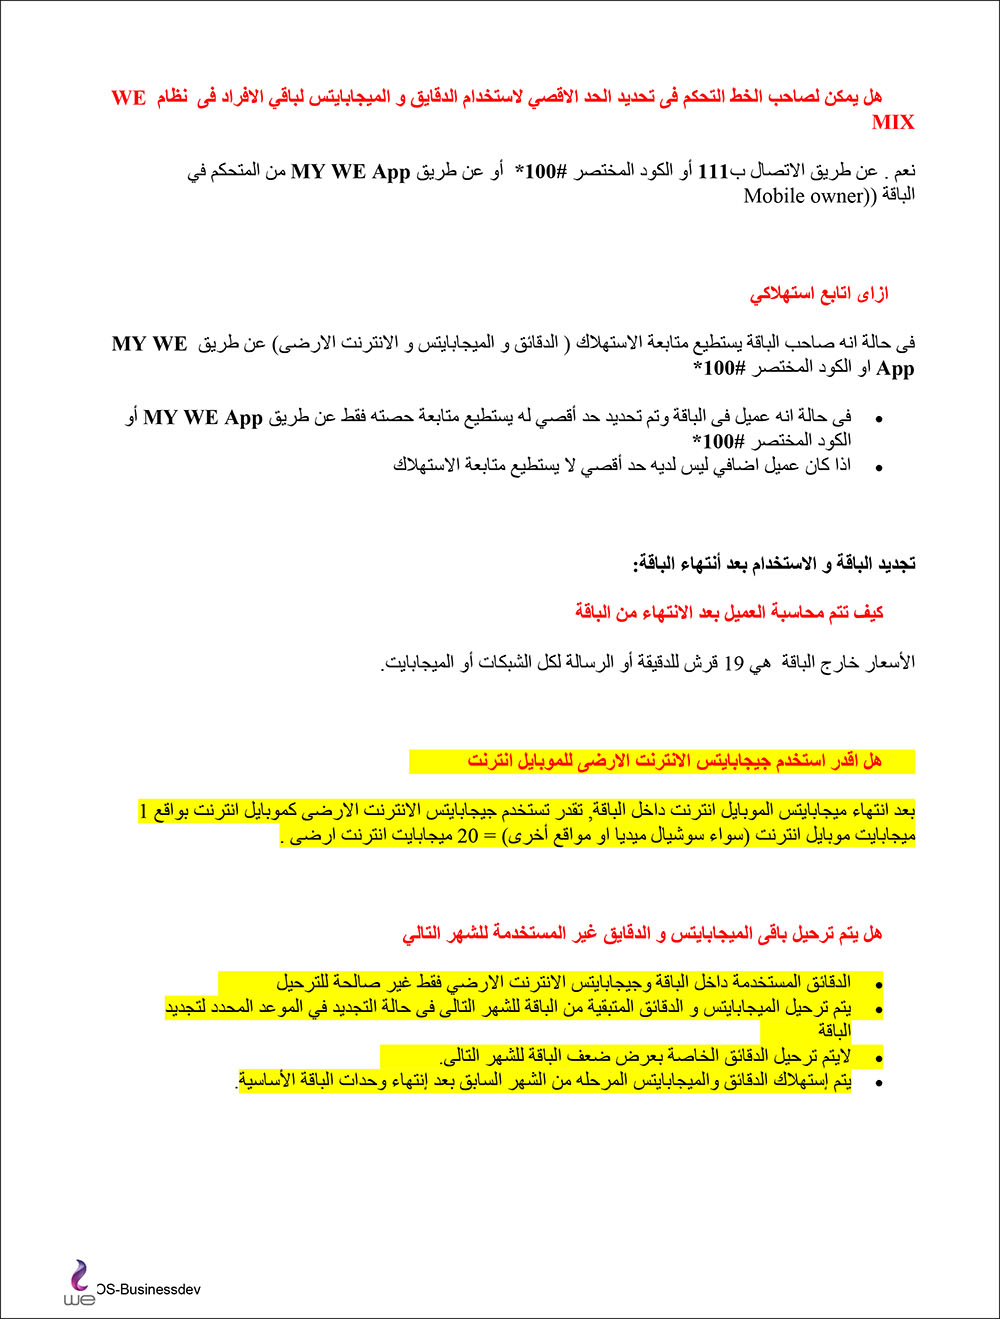 هل يمكن لصاحب الخط التحكم فى تحديد الحد الاقصي لاستخدام الدقايق و الميجابايتس لباقي الافراد فى نظام WE
MIX
نعم . عن طريق الاتصال ب111 أو الكود المختصر #100* أو عن طريق MY WE App من المتحكم في
الباقة ((Mobile owner
ازاى اتابع استهلاكي
فى حالة انه صاحب الباقة يستطيع متابعة الاستهلاك ( الدقائق و الميجابايتس و الانترنت الارضى) عن طريق MY WE
App او الكود المختصر #100*
• فى حالة انه عميل فى الباقة وتم تحديد حد أقصي له يستطيع متابعة حصته فقط عن طريق MY WE App أو
الكود المختصر #100*
• اذا كان عميل اضافي ليس لديه حد أقصي لا يستطيع متابعة الاستهلاك
تجديد الباقة و الاستخدام بعد أنتهاء الباقة:
كيف تتم محاسبة العميل بعد الانتهاء من الباقة
الأسعار خارج الباقة هي 19 قرش للدقيقة أو الرسالة لكل الشبكات أو الميجابايت.
هل اقدر استخدم جيجابايتس الانترنت الارضى للموبايل انترنت
بعد انتهاء ميجابايتس الموبايل انترنت داخل الباقة, تقدر تستخدم جيجابايتس الانترنت الارضى كموبايل انترنت بواقع 1
ميجابايت موبايل انترنت (سواء سوشيال ميديا او مواقع أخرى) = 20 ميجابايت انترنت ارضى .
هل يتم ترحيل باقى الميجابايتس و الدقايق غير المستخدمة للشهر التالي
• الدقائق المستخدمة داخل الباقة وجيجابايتس الانترنت الارضي فقط غير صالحة للترحيل
• يتم ترحيل الميجابايتس و الدقائق المتبقية من الباقة للشهر التالى فى حالة التجديد في الموعد المحدد لتجديد
الباقة
• لايتم ترحيل الدقائق الخاصة بعرض ضعف الباقة للشهر التالى.
• يتم إستهلاك الدقائق والميجابايتس المرحله من الشهر السابق بعد إنتهاء وحدات الباقة الأساسية.
we
OS-Businessdev